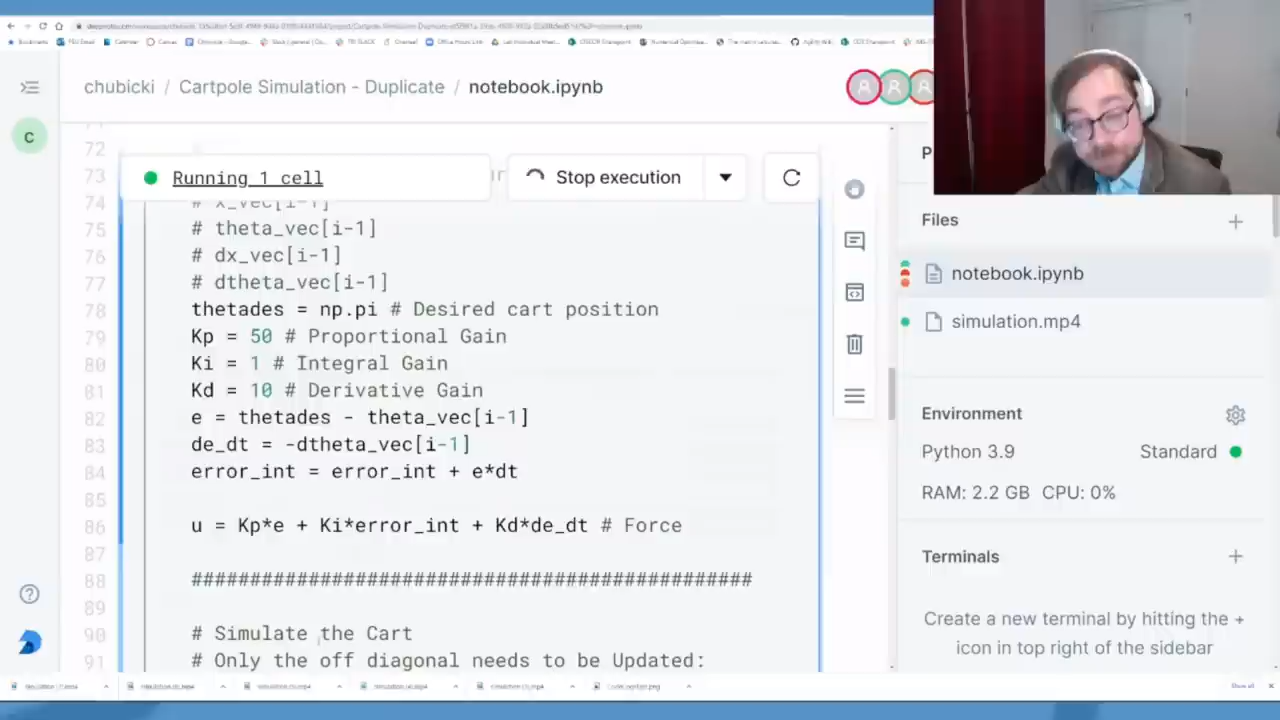 chubicki / Cartpole Simulation - Duplicate / notebook.ipynb
C
Running 1 cell
Stop execution
72
73
74 # x_vec[i-1]
75 # theta_vec[i-1]
76 # dx_vec[i-1]
77 # dtheta_vec[i-1]
78 thetades = np.pi # Desired cart position
79 Kp = 50 # Proportional Gain
80 Ki = 1 # Integral Gain
81 Kd = 10 # Derivative Gain
82 e = thetades - theta_vec[i-1]
83 de_dt = -dtheta_vec[i-1]
84 error_int = error_int + e*dt
85
86 u = Kp*e + Ki*error_int + Kd*de_dt # Force
87
88 ################################################
89
90 # Simulate the Cart
91 # Only the off diagonal needs to be Updated:
Files
notebook.ipynb
simulation.mp4
Environment
Python 3.9 Standard
RAM: 2.2 GB CPU: 0%
Terminals
Create a new terminal by hitting the +
icon in top right of the sidebar